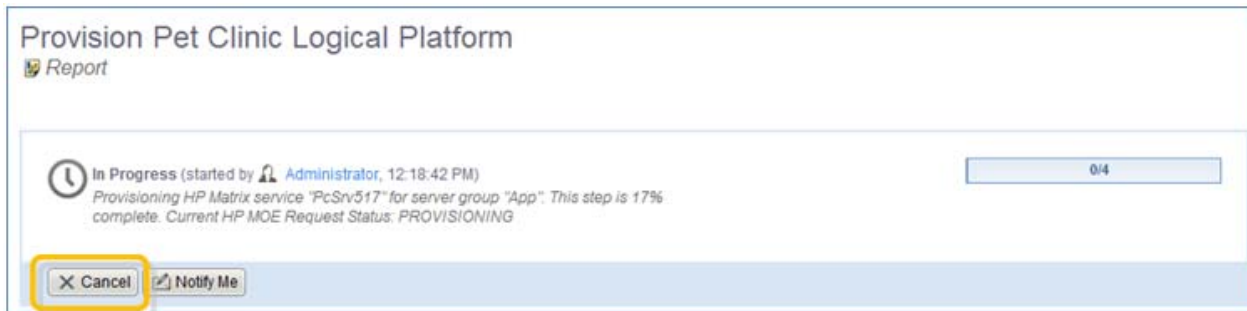 Provision Pet Clinic Logical Platform
Report
In Progress (started by Administrator, 12:18:42 PM)
0/4
Provisioning HP Matrix service "PcSrv517" for server group "App". This step is 17%
complete. Current HP MOE Request Status: PROVISIONING
Cancel Notify Me